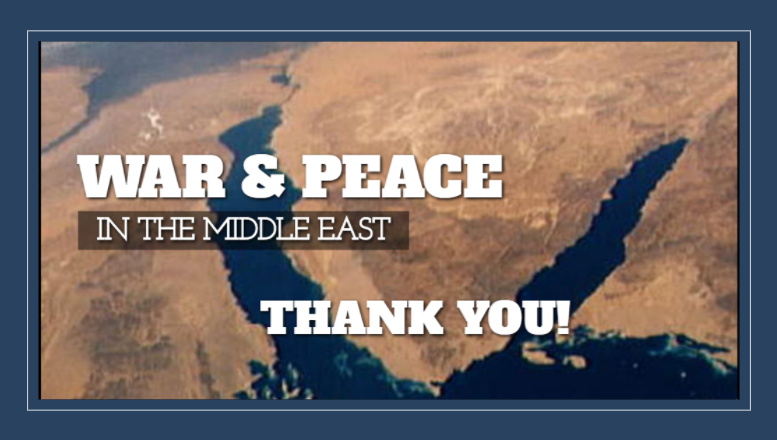 WAR & PEACE
IN THE MIDDLE EAST
THANK YOU!